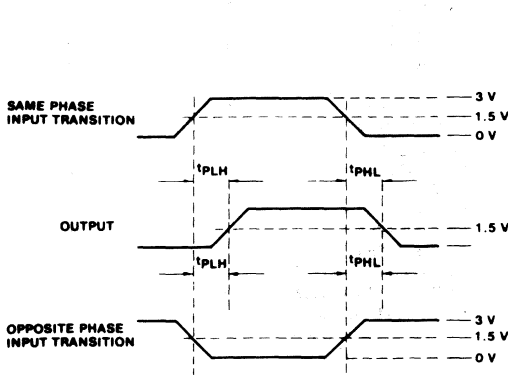 3 V
SAME PHASE
INPUT TRANSITION
1.5 V
0 V
tPLH
tPHL
OUTPUT
1.5 V
tPLH
tPHL
3 V
OPPOSITE PHASE
INPUT TRANSITION
1.5 V
0 V